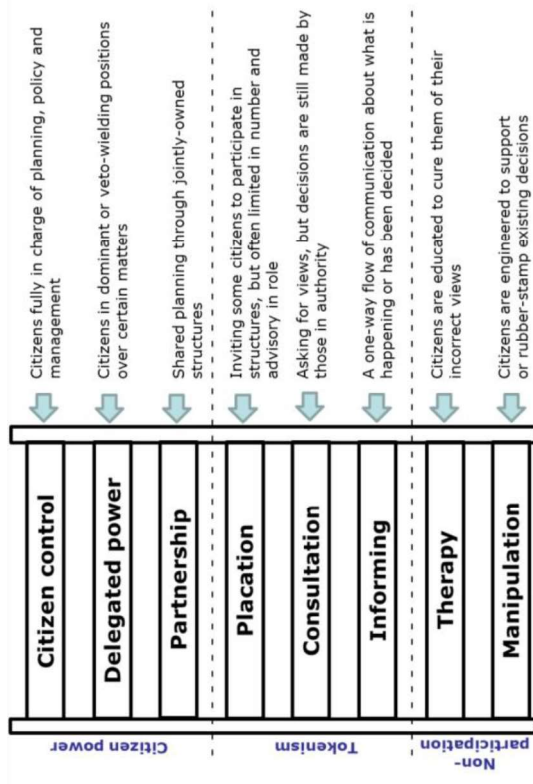 Citizen control
Citizens fully in charge of planning, policy and
management
Delegated power
Citizens in dominant or veto-wielding positions
over certain matters
Partnership
Shared planning through jointly-owned
structures
Citizen power
Placation
Inviting some citizens to participate in
structures, but often limited in number and
advisory in role
Consultation
Asking for views, but decisions are still made by
those in authority
Informing
A one-way flow of communication about what is
happening or has been decided
Tokenism
Therapy
Citizens are educated to cure them of their
incorrect views
Manipulation
Citizens are engineered to support
or rubber-stamp existing decisions
Non-
participation